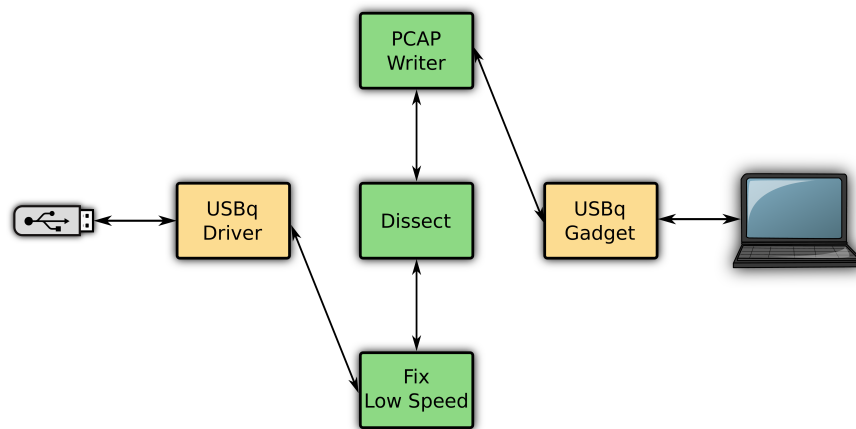 PCAP
Writer
USBq
Driver
Dissect
USBq
Gadget
Fix
Low Speed